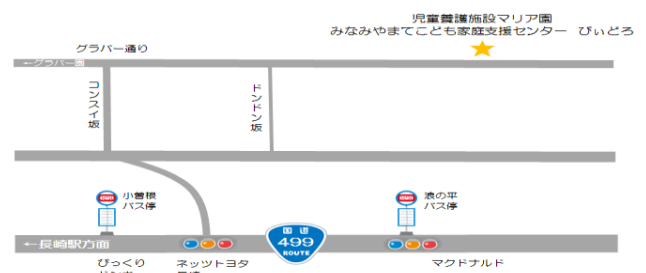 児童養護施設マリア園
みなみやまてこども家庭支援センター びぃどろ
グラバー通り
←グラバー園
コンスイ坂
ドンドン坂
小曽根
バス停
浪の平
バス停
←長崎駅方面
国道
499
ROUTE
びっくり
ネッツトヨタ
マクドナルド